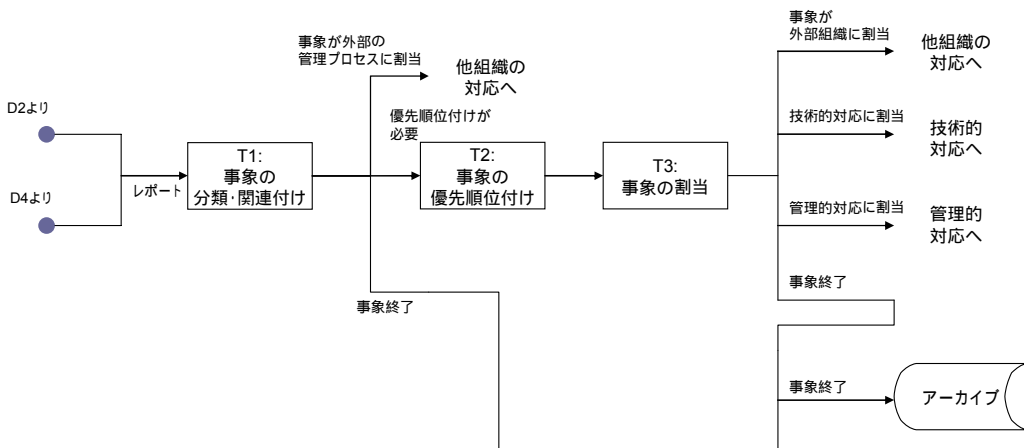 D2より
D4より
レポート
T1:
事象の
分類・関連付け
事象が外部の
管理プロセスに割当
他組織の
対応へ
優先順位付けが
必要
T2:
事象の
優先順位付け
事象終了
T3:
事象の割当
事象が
外部組織に割当
他組織の
対応へ
技術的対応に割当
技術的
対応へ
管理的対応に割当
管理的
対応へ
事象終了
事象終了
アーカイブ